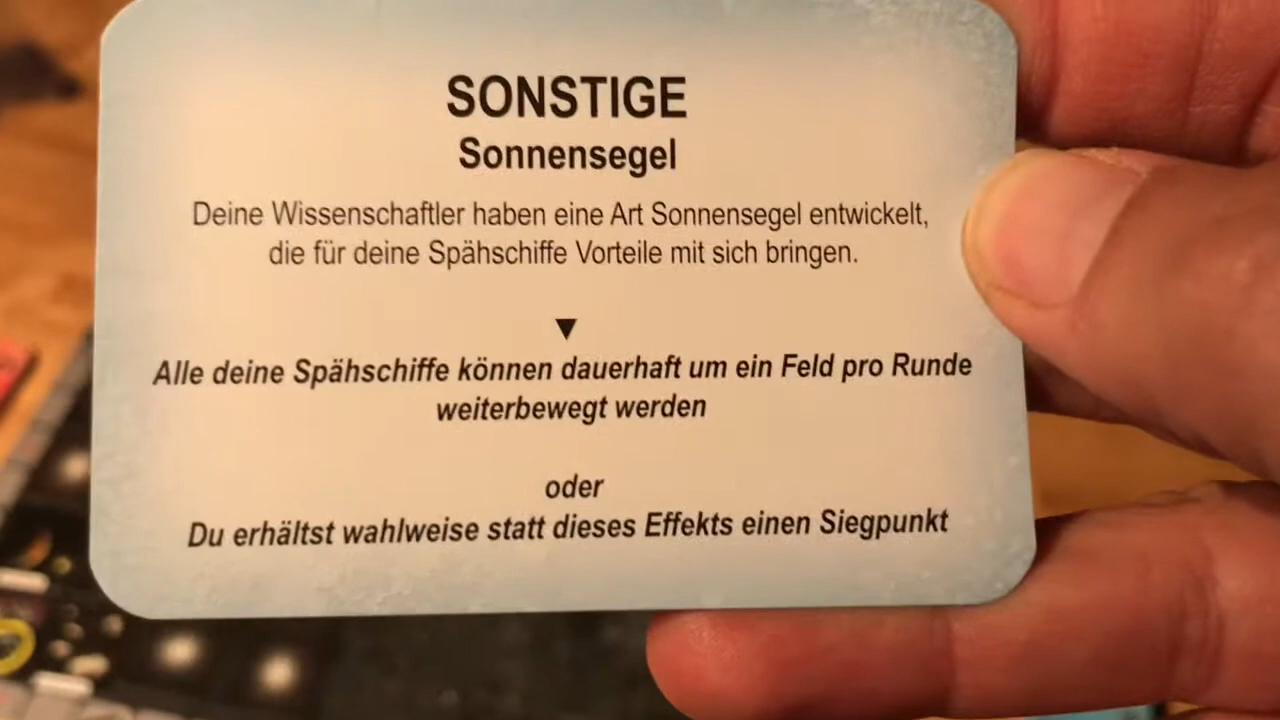 SONSTIGE
Sonnensegel
Deine Wissenschaftler haben eine Art Sonnensegel entwickelt,
die für deine Spähschiffe Vorteile mit sich bringen.
▼
Alle deine Spähschiffe können dauerhaft um ein Feld pro Runde
weiterbewegt werden
oder
Du erhältst wahlweise statt dieses Effekts einen Siegpunkt